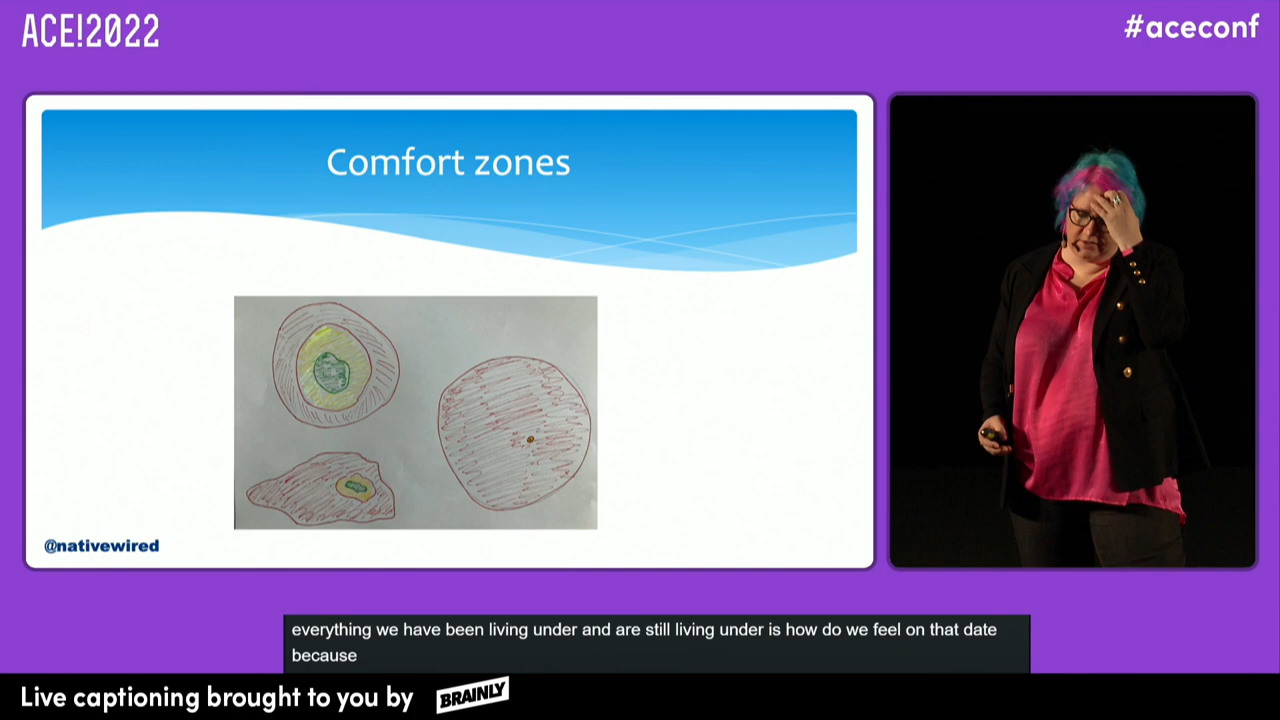 ACE!2022
#aceconf
Comfort zones
@nativewired
everything we have been living under and are still living under is how do we feel on that date
because
Live captioning brought to you by BRAINLY